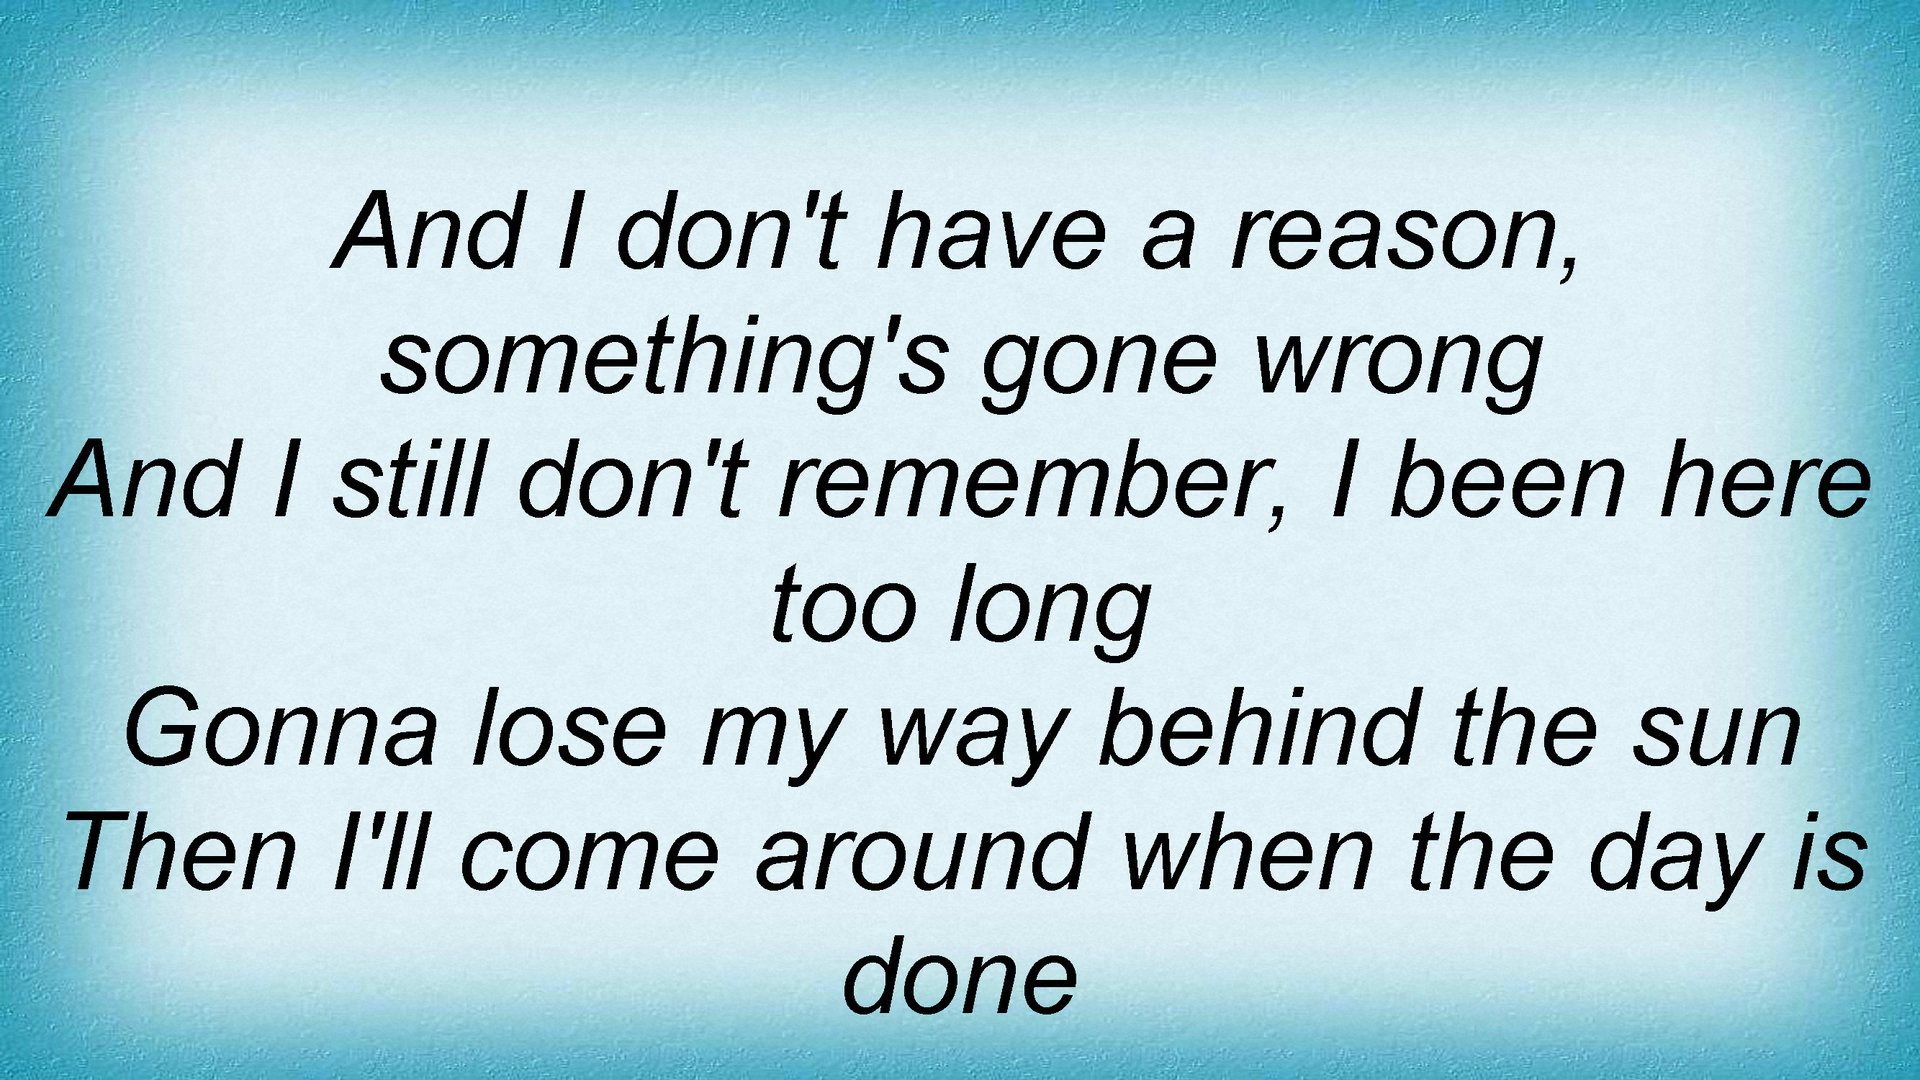 And I don't have a reason,
something's gone wrong
And I still don't remember, I been here
too long
Gonna lose my way behind the sun
Then I'll come around when the day is
done